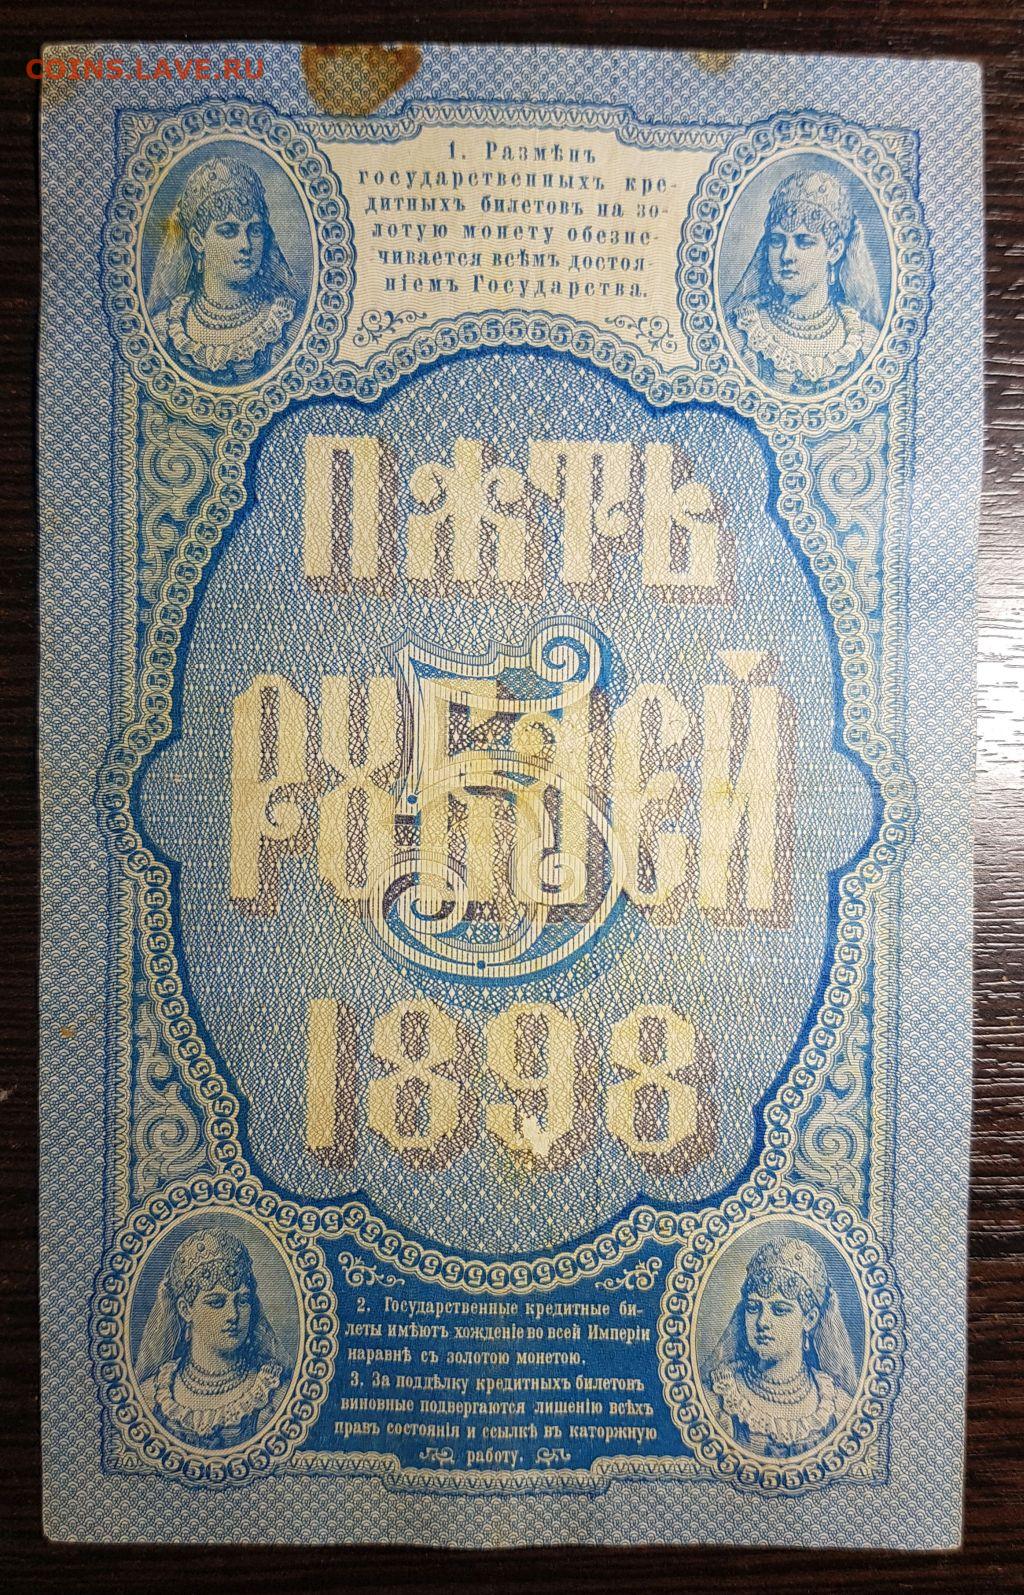 COINS.LAVE.RU
1. Размѣнъ
государственныхъ кре-
дитныхъ билетовъ на зо-
лотую монету обезпе-
чивается всѣмъ достоя-
ніемъ Государства.
ПѦТЬ
РУБЛЕЙ
5
1898
2. Государственные кредитные би-
леты имѣютъ хожденіе во всей Имперіи
наравнѣ съ золотою монетою.
3. За поддѣлку кредитныхъ билетовъ
виновные подвергаются лишенію всѣхъ
правъ состоянія и ссылкѣ въ каторжную
работу.